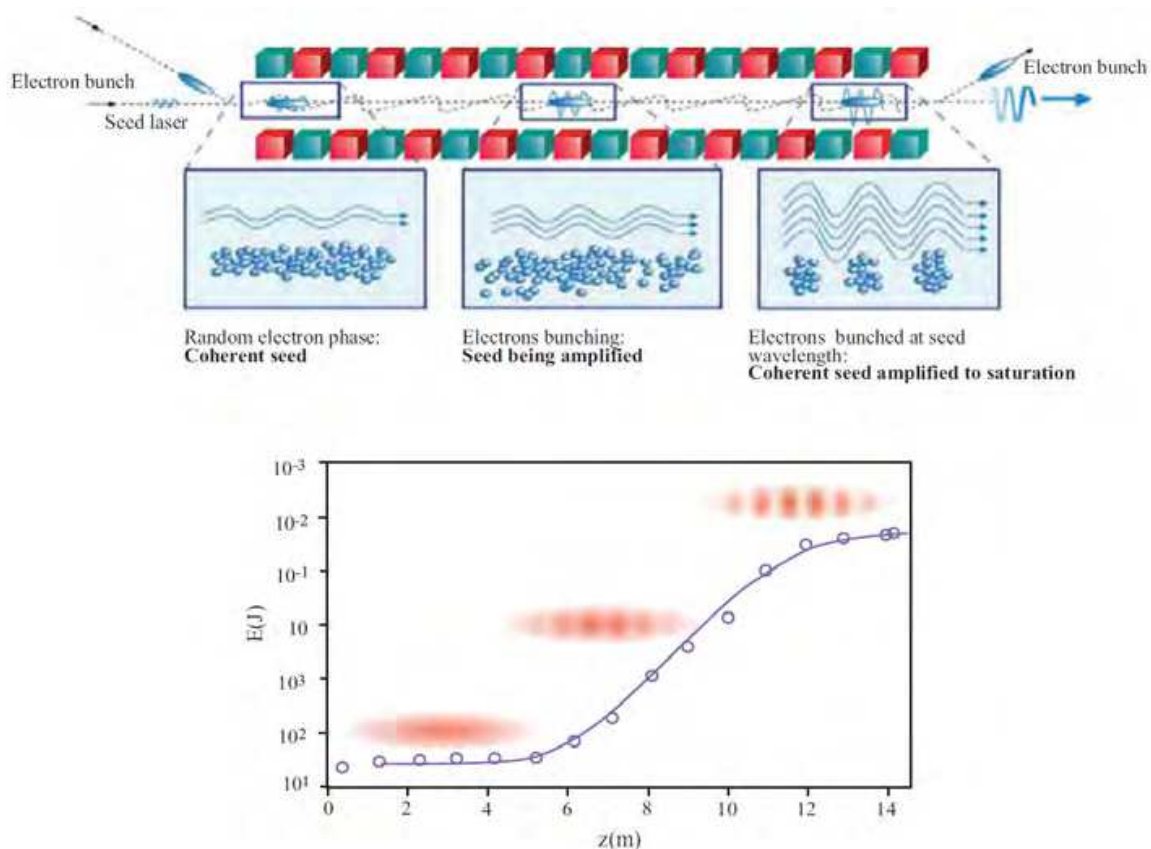 Electron bunch
Seed laser
Electron bunch
Random electron phase:
Coherent seed
Electrons bunching:
Seed being amplified
Electrons bunched at seed
wavelength:
Coherent seed amplified to saturation
E(J)
10-3
10-2
10-1
10
103
102
101
0 2 4 6 8 10 12 14
z(m)